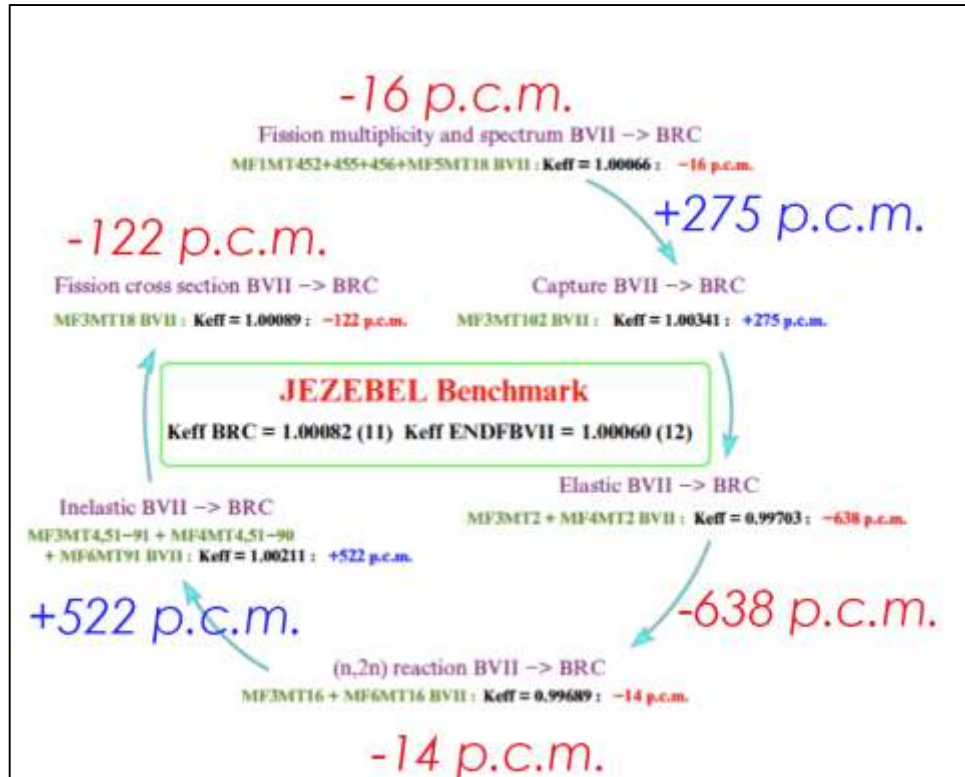 -16 p.c.m.
Fission multiplicity and spectrum BVII −> BRC
MF1MT452+455+456+MF5MT18 BVII : Keff = 1.00066 : −16 p.c.m.
+275 p.c.m.
-122 p.c.m.
Fission cross section BVII −> BRC
MF3MT18 BVII : Keff = 1.00089 : −122 p.c.m.
Capture BVII −> BRC
MF3MT102 BVII : Keff = 1.00341 : +275 p.c.m.
JEZEBEL Benchmark
Keff BRC = 1.00082 (11) Keff ENDFBVII = 1.00060 (12)
Elastic BVII −> BRC
MF3MT2 + MF4MT2 BVII : Keff = 0.99703 : −638 p.c.m.
Inelastic BVII −> BRC
MF3MT4,51−91 + MF4MT4,51−90
+ MF6MT91 BVII : Keff = 1.00211 : +522 p.c.m.
+522 p.c.m.
-638 p.c.m.
(n,2n) reaction BVII −> BRC
MF3MT16 + MF6MT16 BVII : Keff = 0.99689 : −14 p.c.m.
-14 p.c.m.